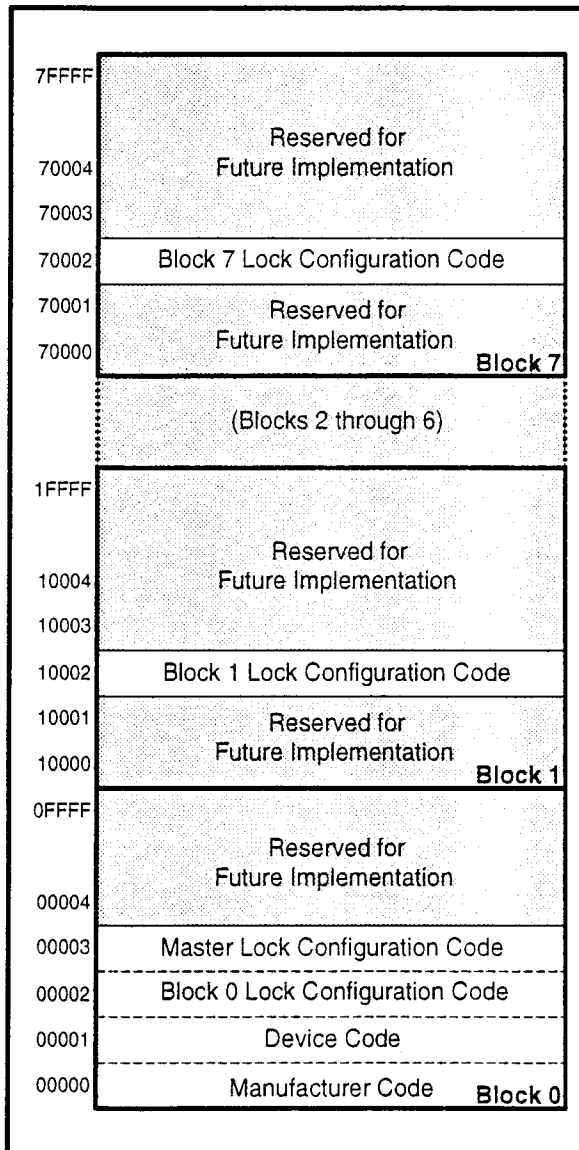 7FFFF
Reserved for
70004 Future Implementation
70003
70002 Block 7 Lock Configuration Code
70001 Reserved for
Future Implementation
70000 Block 7
(Blocks 2 through 6)
1FFFF
Reserved for
10004 Future Implementation
10003
10002 Block 1 Lock Configuration Code
10001 Reserved for
Future Implementation
10000 Block 1
0FFFF
Reserved for
Future Implementation
00004
00003 Master Lock Configuration Code
00002 Block 0 Lock Configuration Code
00001 Device Code
00000 Manufacturer Code Block 0